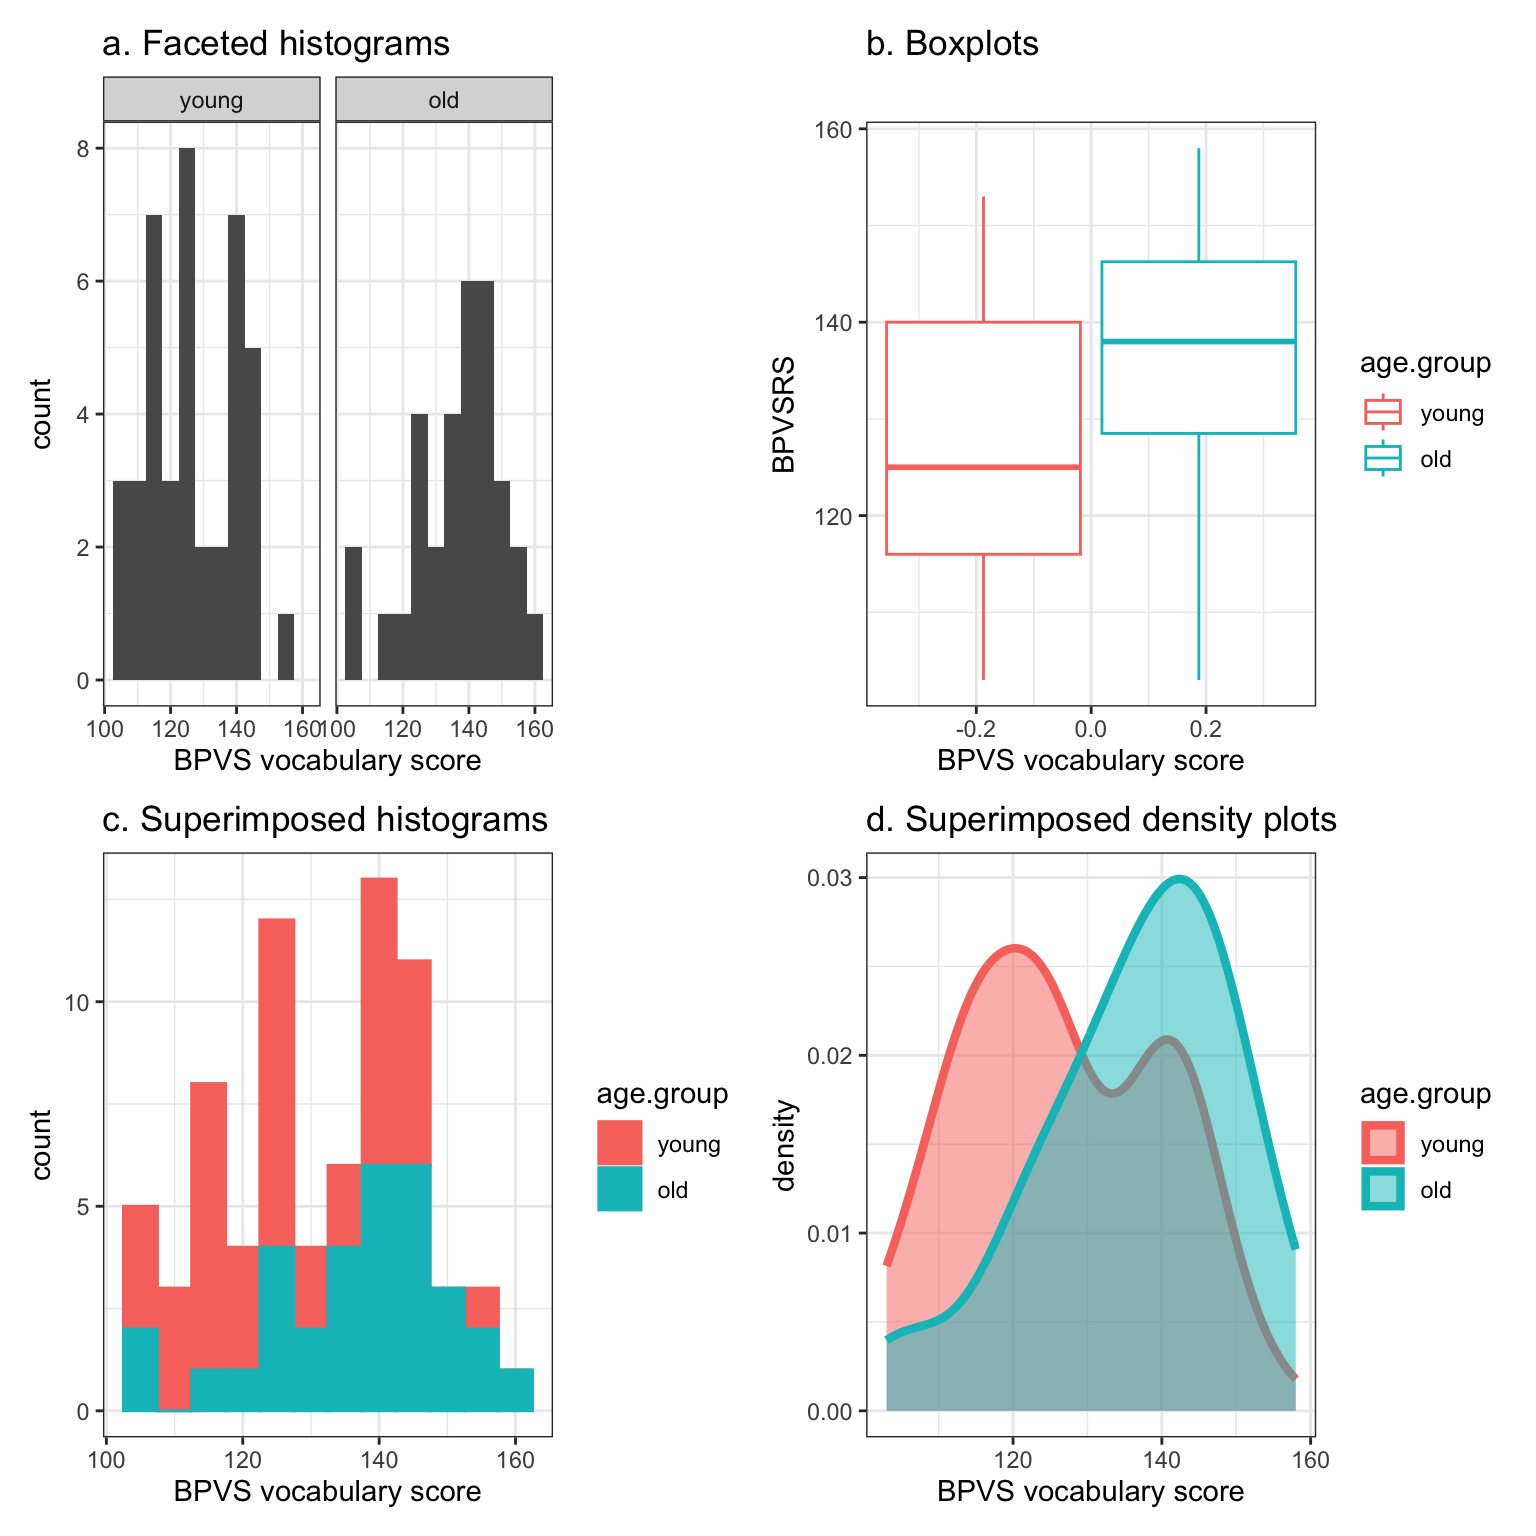 a. Faceted histograms
young
old
count
8
6
4
2
0
100
120
140
160
100
120
140
160
BPVS vocabulary score
b. Boxplots
BPVSRS
160
140
120
-0.2
0.0
0.2
BPVS vocabulary score
age.group
young
old
c. Superimposed histograms
count
10
5
0
100
120
140
160
BPVS vocabulary score
age.group
young
old
d. Superimposed density plots
density
0.03
0.02
0.01
0.00
120
140
160
BPVS vocabulary score
age.group
young
old